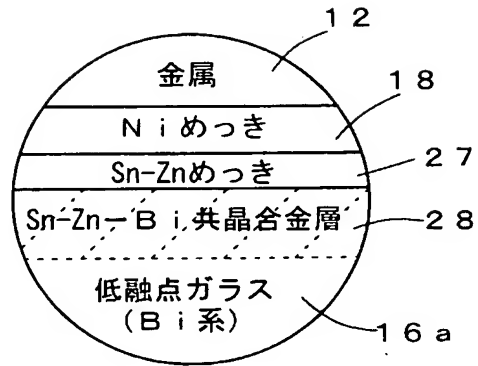 12
金属
18
Niめっき
27
Sn-Znめっき
Sn-Zn-Bi共晶合金層
28
低融点ガラス
(Bi系)
16a